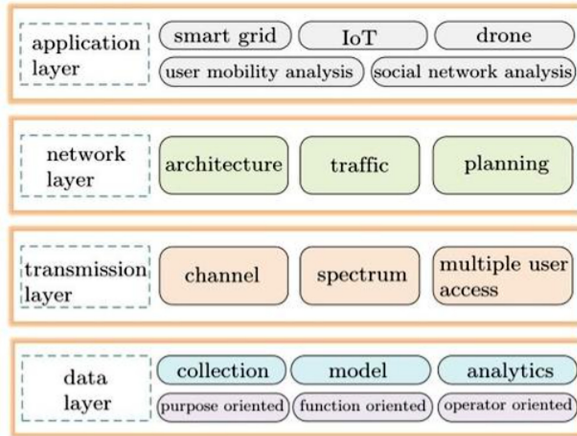 application
layer
smart grid
IoT
drone
user mobility analysis
social network analysis
network
layer
architecture
traffic
planning
transmission
layer
channel
spectrum
multiple user
access
data
layer
collection
model
analytics
purpose oriented
function oriented
operator oriented